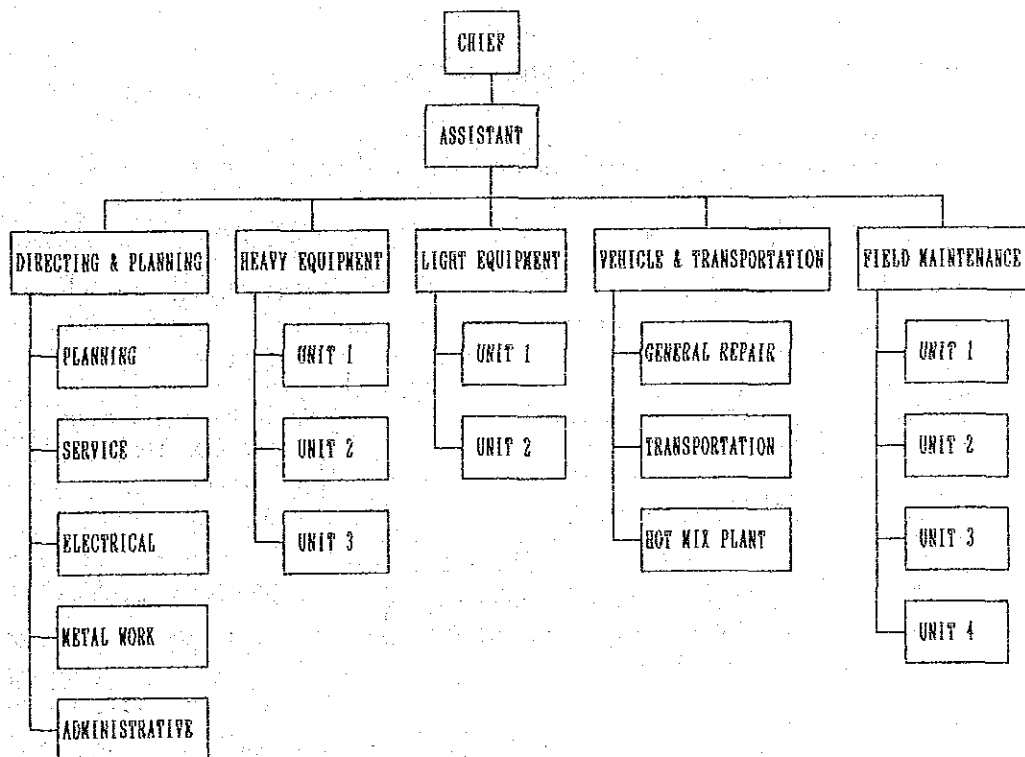 CHIEF
ASSISTANT
DIRECTING & PLANNING
HEAVY EQUIPMENT
LIGHT EQUIPMENT
VEHICLE & TRANSPORTATION
FIELD MAINTENANCE
PLANNING
SERVICE
ELECTRICAL
METAL WORK
ADMINISTRATIVE
UNIT 1
UNIT 2
UNIT 3
UNIT 1
UNIT 2
GENERAL REPAIR
TRANSPORTATION
HOT MIX PLANT
UNIT 1
UNIT 2
UNIT 3
UNIT 4